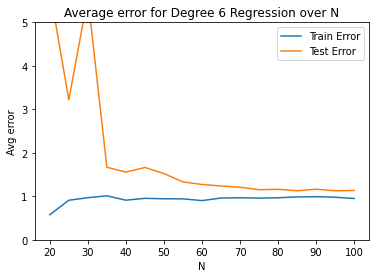 Average error for Degree 6 Regression over N
Train Error
Test Error
Avg error
5
4
3
2
1
0
20 30 40 50 60 70 80 90 100
N